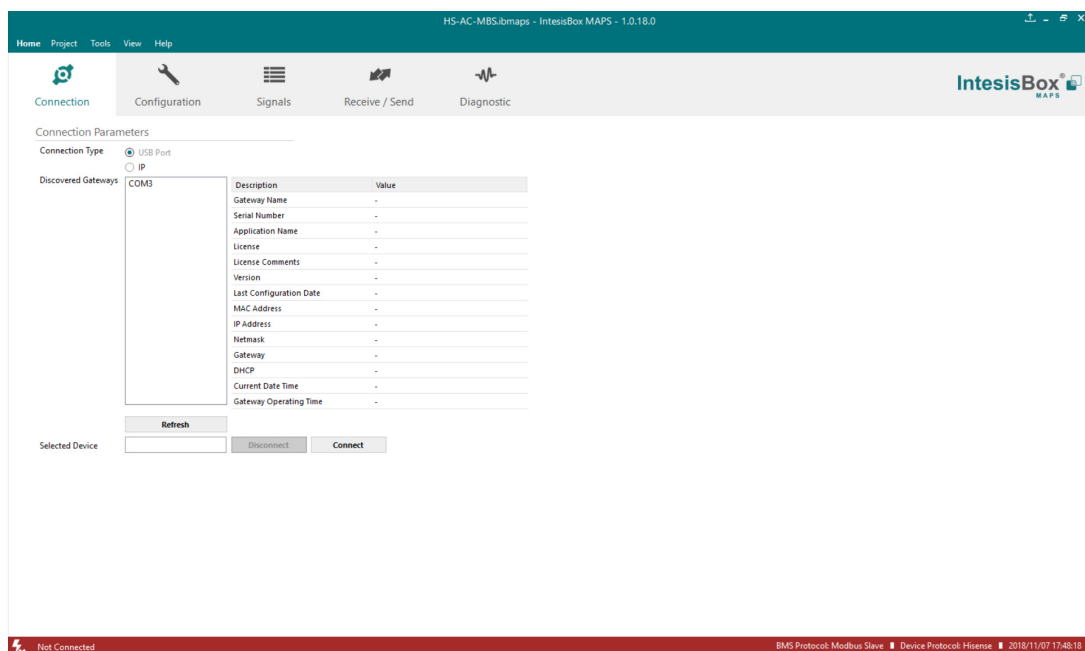 HS-AC-MBS.ibmaps - IntesisBox MAPS - 1.0.18.0
Home Project Tools View Help
Connection Configuration Signals Receive / Send Diagnostic
IntesisBox®
MAPS
Connection Parameters
Connection Type USB Port
IP
Discovered Gateways COM3
Description Value
Gateway Name -
Serial Number -
Application Name -
License -
License Comments -
Version -
Last Configuration Date -
MAC Address -
IP Address -
Netmask -
Gateway -
DHCP -
Current Date Time -
Gateway Operating Time -
Refresh
Selected Device Disconnect Connect
Not Connected BMS Protocol: Modbus Slave Device Protocol: Hisense 2018/11/07 17:48:18